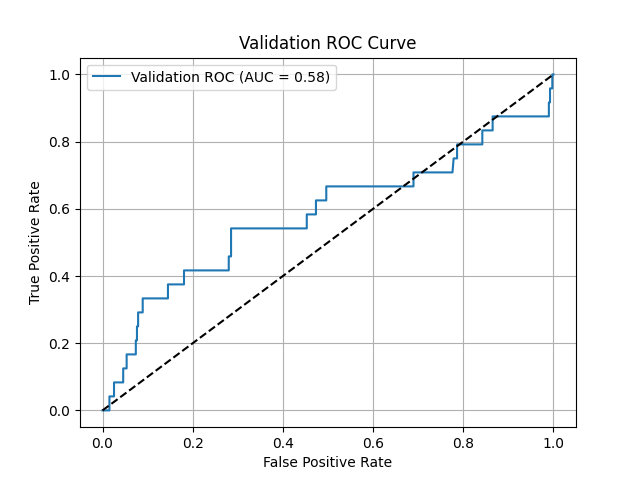 Validation ROC Curve
Validation ROC (AUC = 0.58)
True Positive Rate
1.0
0.8
0.6
0.4
0.2
0.0
0.0 0.2 0.4 0.6 0.8 1.0
False Positive Rate